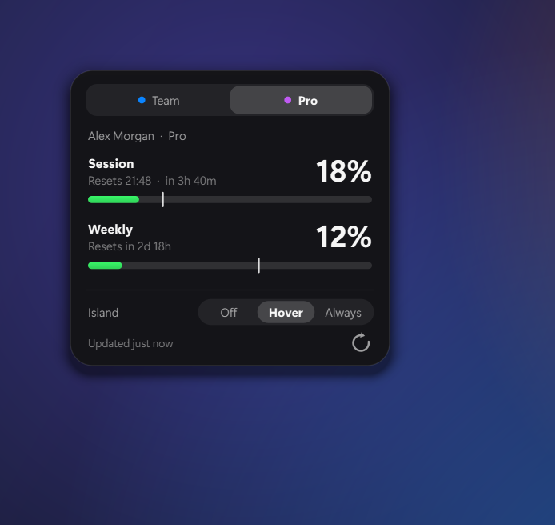 Team
Pro
Alex Morgan · Pro
Session
18%
Resets 21:48 · In 3h 40m
Weekly
12%
Resets in 2d 18h
Island
Off
Hover
Always
Updated just now